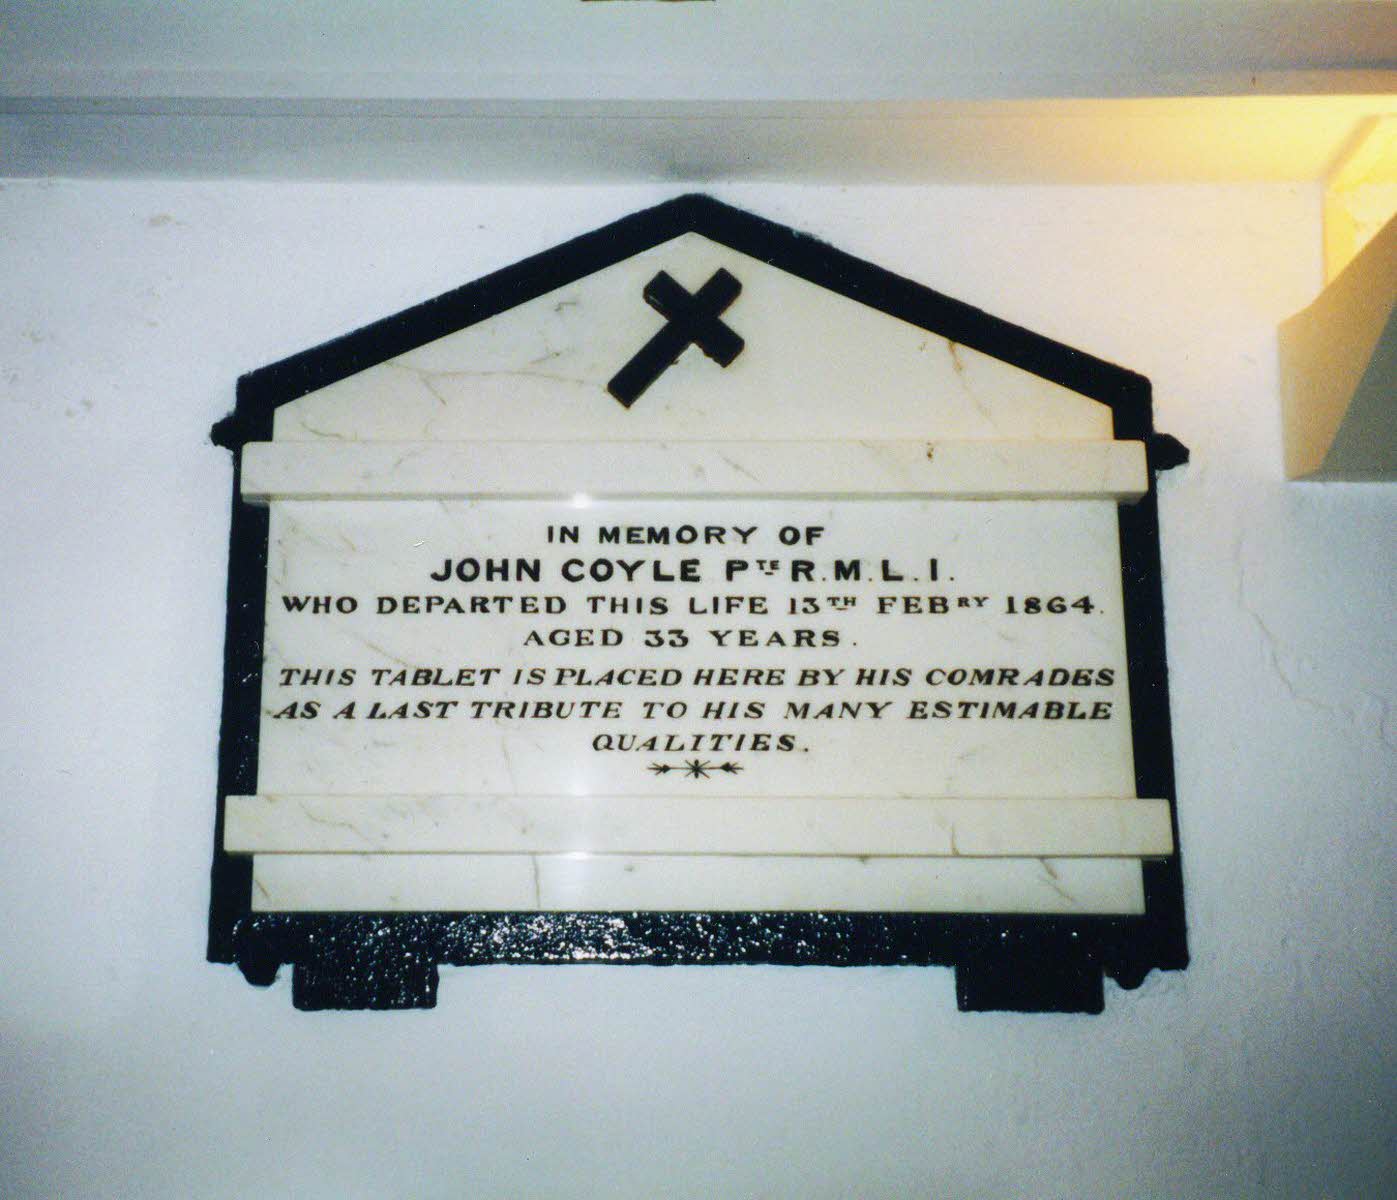 IN MEMORY OF
JOHN COYLE PTE R.M.L.I.
WHO DEPARTED THIS LIFE 13TH FEBRY 1864.
AGED 33 YEARS.
THIS TABLET IS PLACED HERE BY HIS COMRADES
AS A LAST TRIBUTE TO HIS MANY ESTIMABLE
QUALITIES.